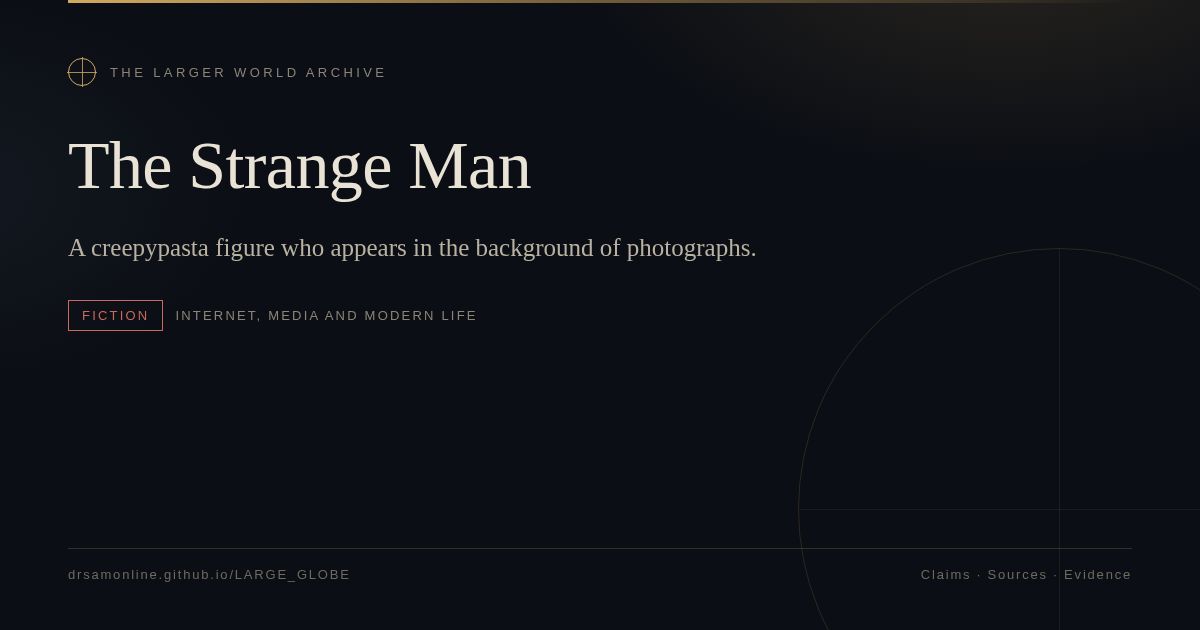 THE LARGER WORLD ARCHIVE
The Strange Man
A creepypasta figure who appears in the background of photographs.
FICTION INTERNET, MEDIA AND MODERN LIFE
drsamonline.github.io/LARGE_GLOBE Claims · Sources · Evidence